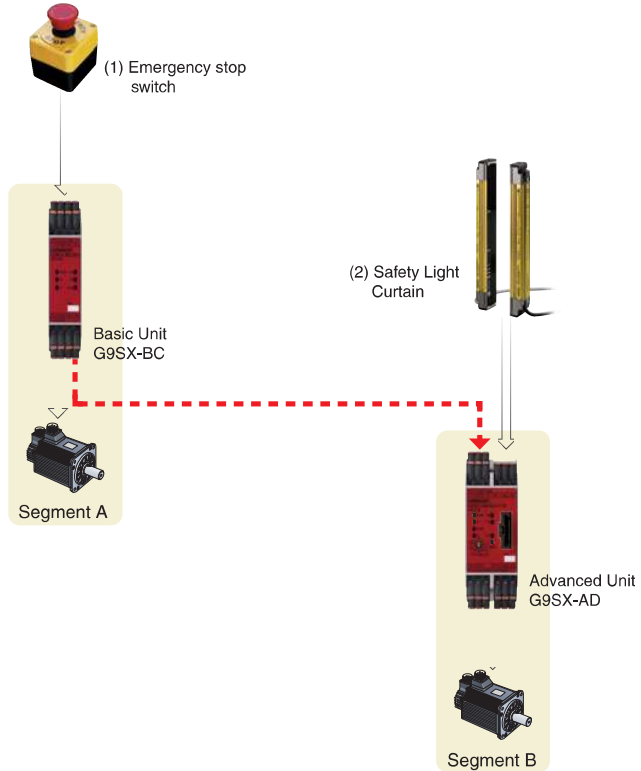 (1) Emergency stop
switch
(2) Safety Light
Curtain
Basic Unit
G9SX-BC
Segment A
Advanced Unit
G9SX-AD
Segment B